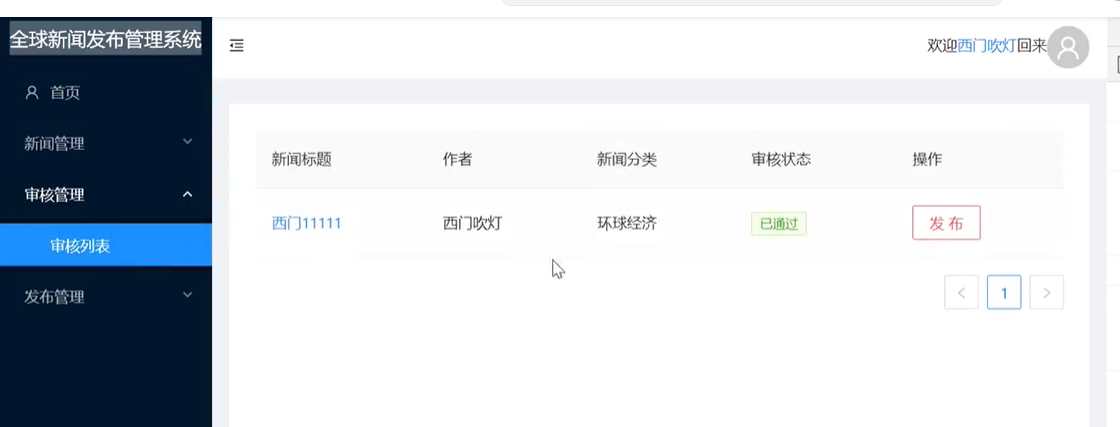 全球新闻发布管理系统
欢迎西门吹灯回来
首页
新闻管理
审核管理
审核列表
发布管理
新闻标题 作者 新闻分类 审核状态 操作
西门11111 西门吹灯 环球经济 已通过 发布
< 1 >